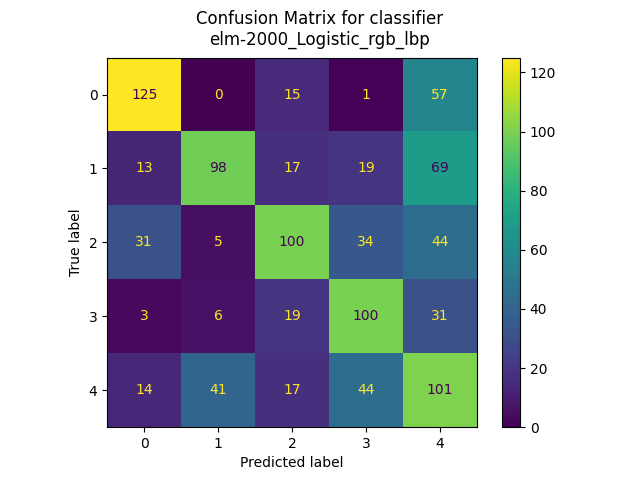 Confusion Matrix for classifier
elm-2000_Logistic_rgb_lbp
True label
0 125 0 15 1 57
1 13 98 17 19 69
2 31 5 100 34 44
3 3 6 19 100 31
4 14 41 17 44 101
0 1 2 3 4
Predicted label
120
100
80
60
40
20
0